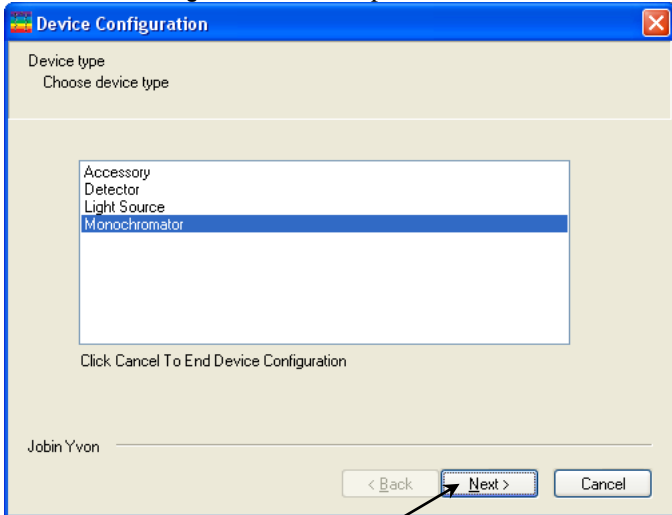 Device Configuration
Device type
Choose device type
Accessory
Detector
Light Source
Monochromator
Click Cancel To End Device Configuration
Jobin Yvon
< Back Next > Cancel